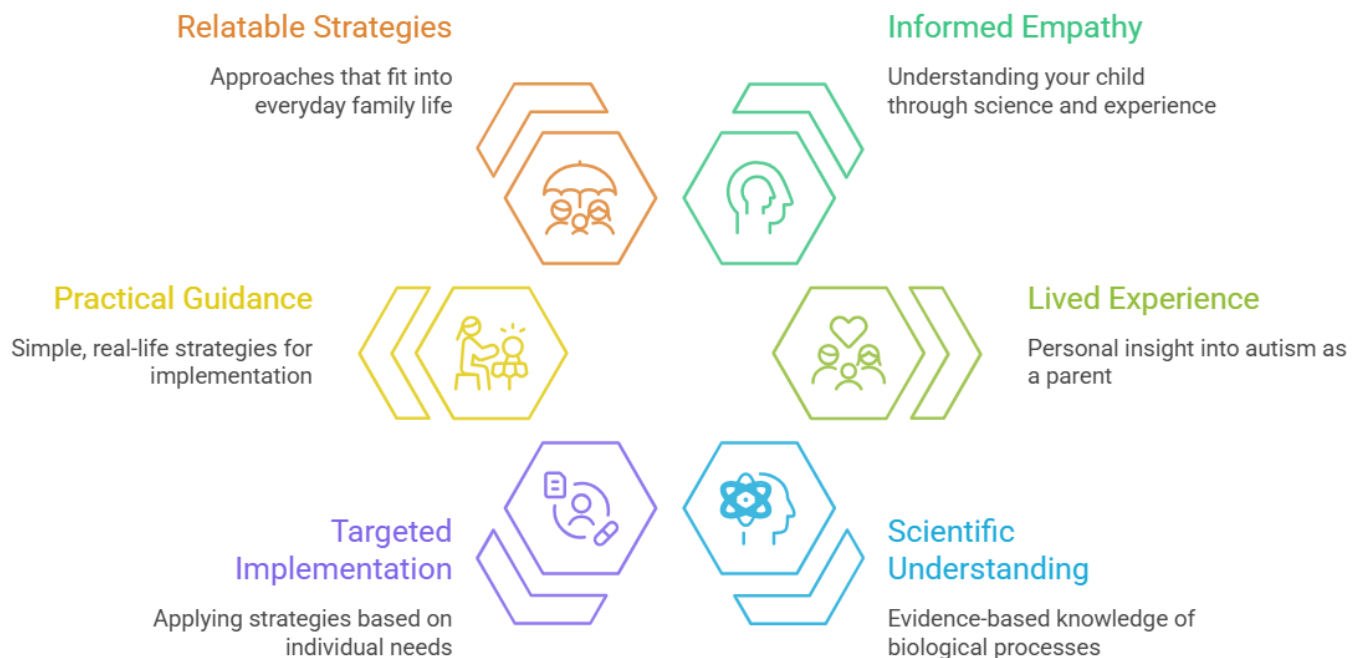 Relatable Strategies
Approaches that fit into
everyday family life
Informed Empathy
Understanding your child
through science and experience
Practical Guidance
Simple, real-life strategies for
implementation
Lived Experience
Personal insight into autism as
a parent
Targeted
Implementation
Applying strategies based on
individual needs
Scientific
Understanding
Evidence-based knowledge of
biological processes